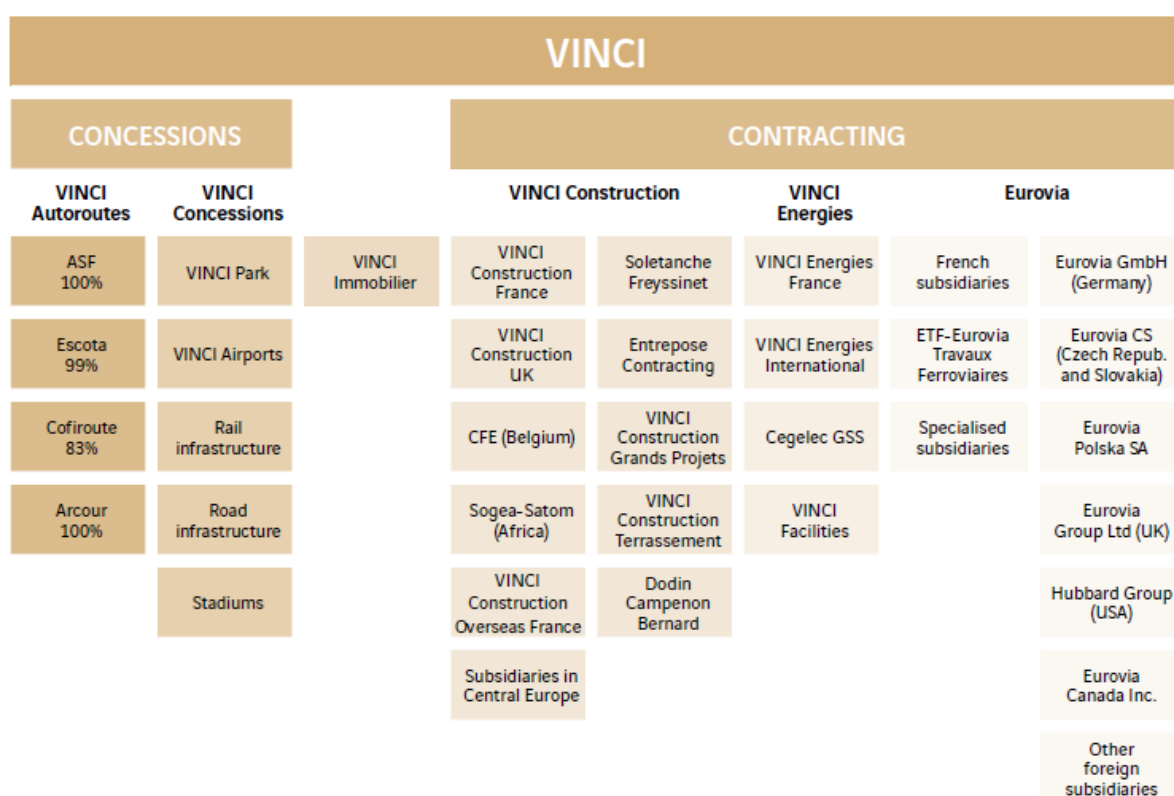 VINCI
CONCESSIONS
CONTRACTING
VINCI
Autoroutes
VINCI
Concessions
VINCI Construction
VINCI
Energies
Eurovia
ASF
100%
VINCI Park
VINCI
Immobilier
VINCI
Construction
France
Soletanche
Freyssinet
VINCI Energies
France
French
subsidiaries
Eurovia GmbH
(Germany)
Escota
99%
VINCI Airports
VINCI
Construction
UK
Entrepose
Contracting
VINCI Energies
International
ETF-Eurovia
Travaux
Ferroviaires
Eurovia CS
(Czech Repub.
and Slovakia)
Cofiroute
83%
Rail
infrastructure
CFE (Belgium)
VINCI
Construction
Grands Projets
Cegelec GSS
Specialised
subsidiaries
Eurovia
Polska SA
Arcour
100%
Road
infrastructure
Sogea-Satom
(Africa)
VINCI
Construction
Terrassement
VINCI
Facilities
Eurovia
Group Ltd (UK)
Stadiums
VINCI
Construction
Overseas France
Dodin
Campenon
Bernard
Hubbard Group
(USA)
Subsidiaries in
Central Europe
Eurovia
Canada Inc.
Other
foreign
subsidiaries